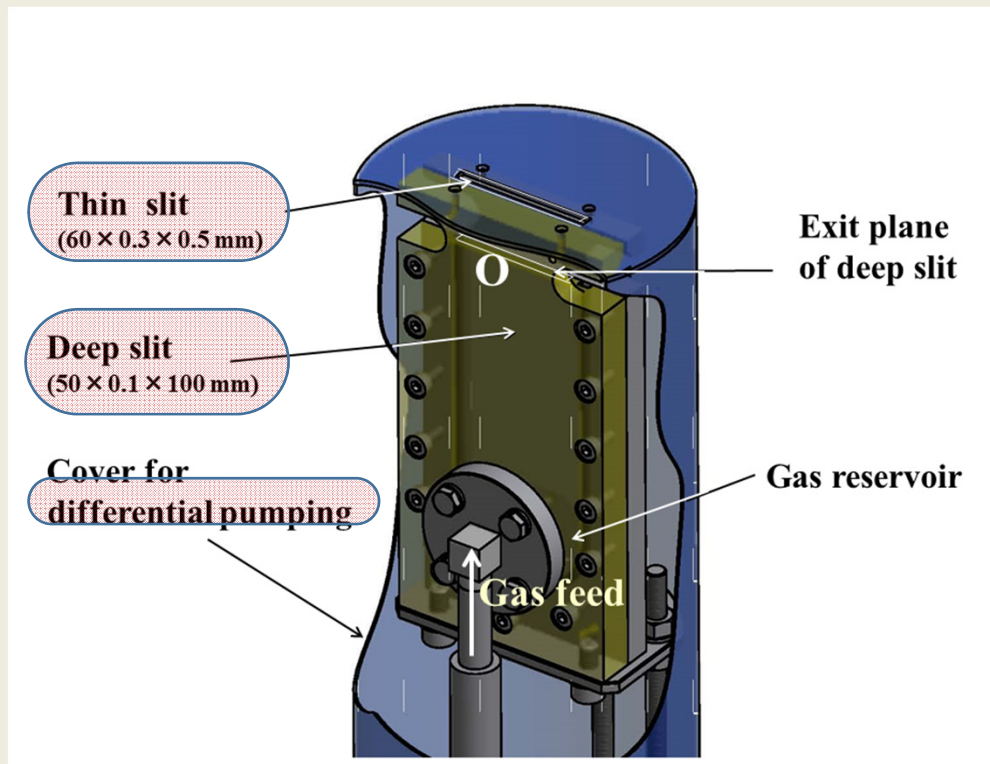 Thin slit
(60 × 0.3 × 0.5 mm)
Exit plane
of deep slit
O
Deep slit
(50 × 0.1 × 100 mm)
Cover for
differential pumping
Gas reservoir
Gas feed